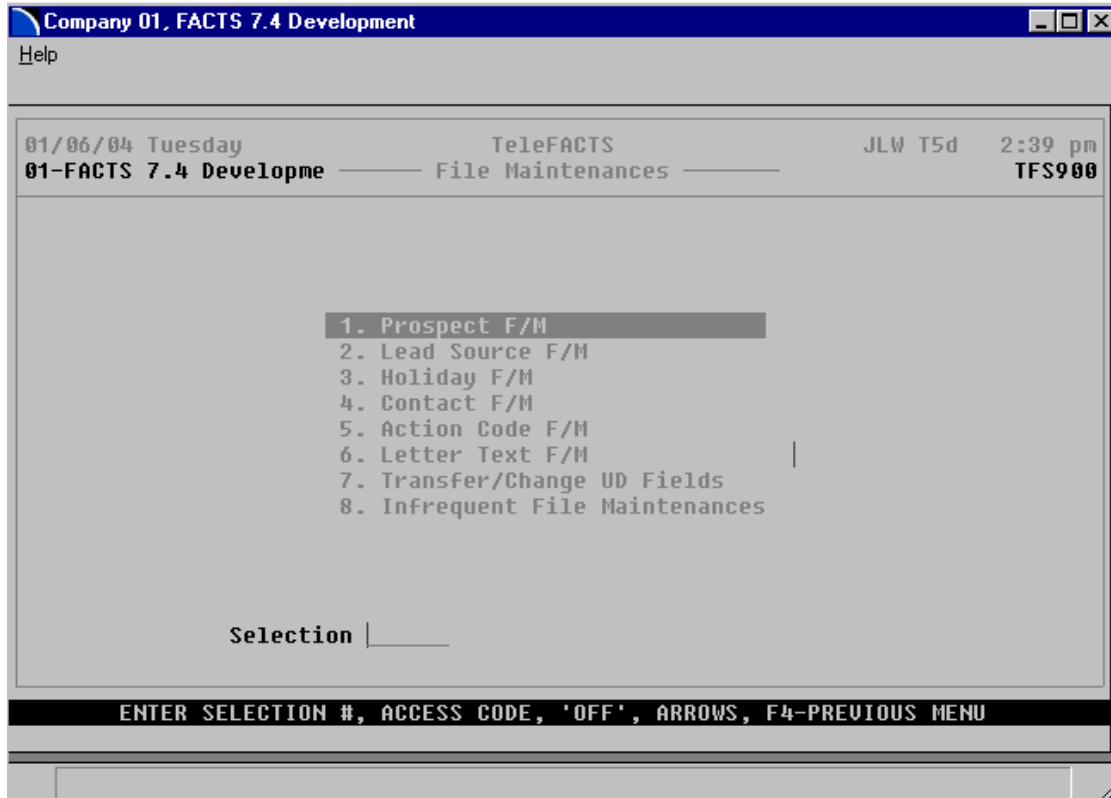 Company 01, FACTS 7.4 Development
Help
01/06/04 Tuesday TeleFACTS JLW T5d 2:39 pm
01-FACTS 7.4 Developme File Maintenances TFS900
1. Prospect F/M
2. Lead Source F/M
3. Holiday F/M
4. Contact F/M
5. Action Code F/M
6. Letter Text F/M
7. Transfer/Change UD Fields
8. Infrequent File Maintenances
Selection
ENTER SELECTION #, ACCESS CODE, 'OFF', ARROWS, F4-PREVIOUS MENU